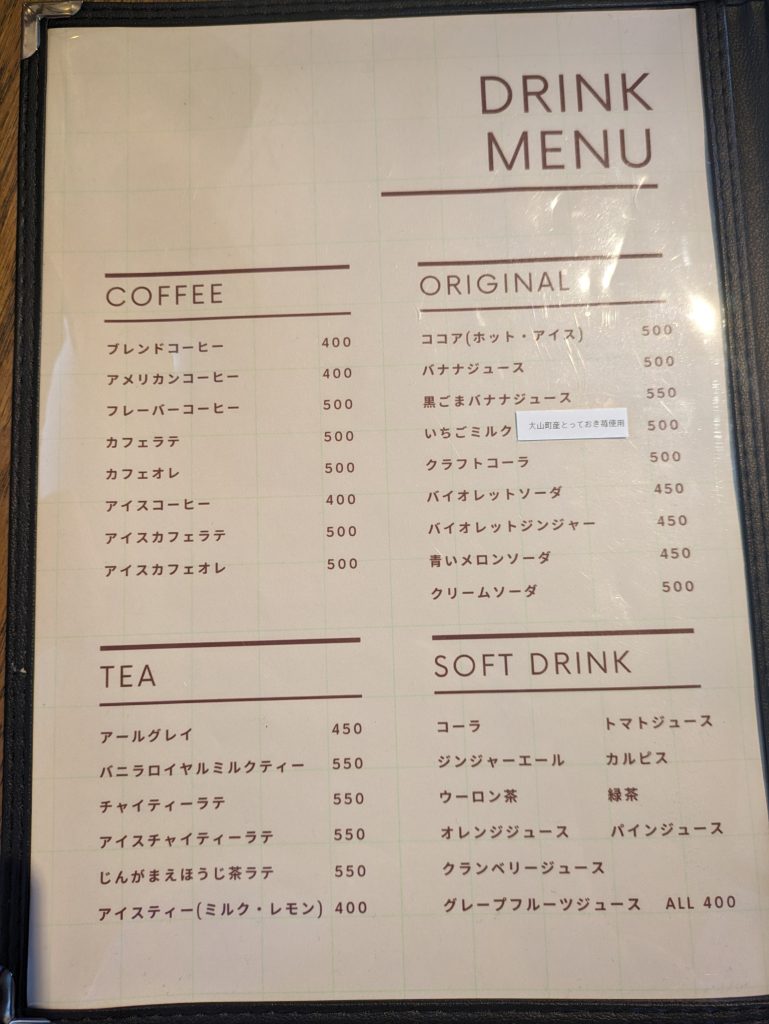 DRINK
MENU
COFFEE
ブレンドコーヒー 400
アメリカンコーヒー 400
フレーバーコーヒー 500
カフェラテ 500
カフェオレ 500
アイスコーヒー 400
アイスカフェラテ 500
アイスカフェオレ 500
ORIGINAL
ココア(ホット・アイス) 500
バナナジュース 500
黒ごまバナナジュース 550
いちごミルク 大山町産とっておき苺使用 500
クラフトコーラ 500
バイオレットソーダ 450
バイオレットジンジャー 450
青いメロンソーダ 450
クリームソーダ 500
TEA
アールグレイ 450
バニラロイヤルミルクティー 550
チャイティーラテ 550
アイスチャイティーラテ 550
じんがまえほうじ茶ラテ 550
アイスティー(ミルク・レモン) 400
SOFT DRINK
コーラ トマトジュース
ジンジャーエール カルピス
ウーロン茶 緑茶
オレンジジュース パインジュース
クランベリージュース
グレープフルーツジュース ALL 400